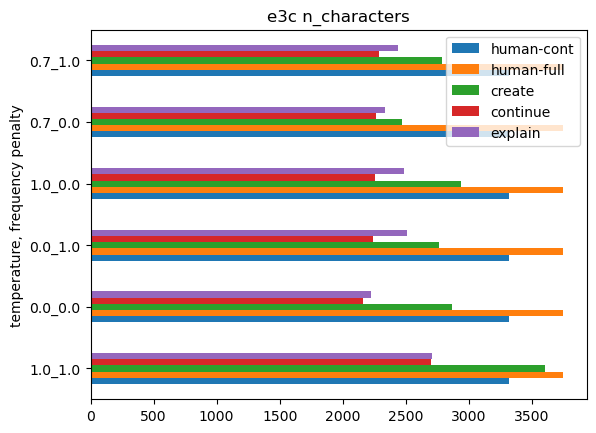 e3c n_characters
human-cont
human-full
create
continue
explain
temperature, frequency penalty
0.7_1.0
0.7_0.0
1.0_0.0
0.0_1.0
0.0_0.0
1.0_1.0
0 500 1000 1500 2000 2500 3000 3500